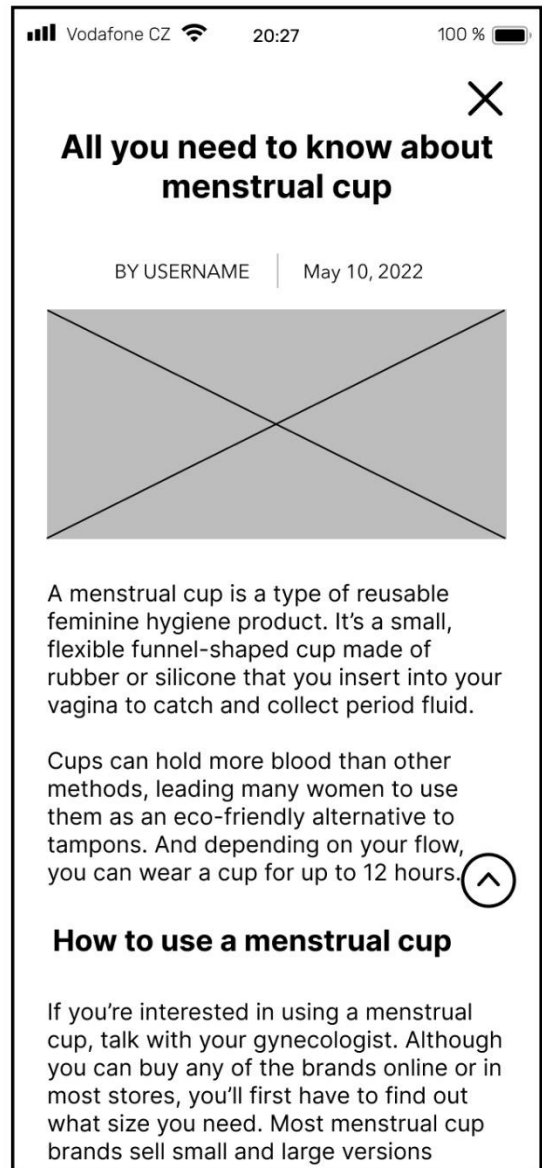 Vodafone CZ 20:27 100 %
All you need to know about
menstrual cup
BY USERNAME May 10, 2022
A menstrual cup is a type of reusable
feminine hygiene product. It’s a small,
flexible funnel-shaped cup made of
rubber or silicone that you insert into your
vagina to catch and collect period fluid.
Cups can hold more blood than other
methods, leading many women to use
them as an eco-friendly alternative to
tampons. And depending on your flow,
you can wear a cup for up to 12 hours.
How to use a menstrual cup
If you’re interested in using a menstrual
cup, talk with your gynecologist. Although
you can buy any of the brands online or in
most stores, you’ll first have to find out
what size you need. Most menstrual cup
brands sell small and large versions